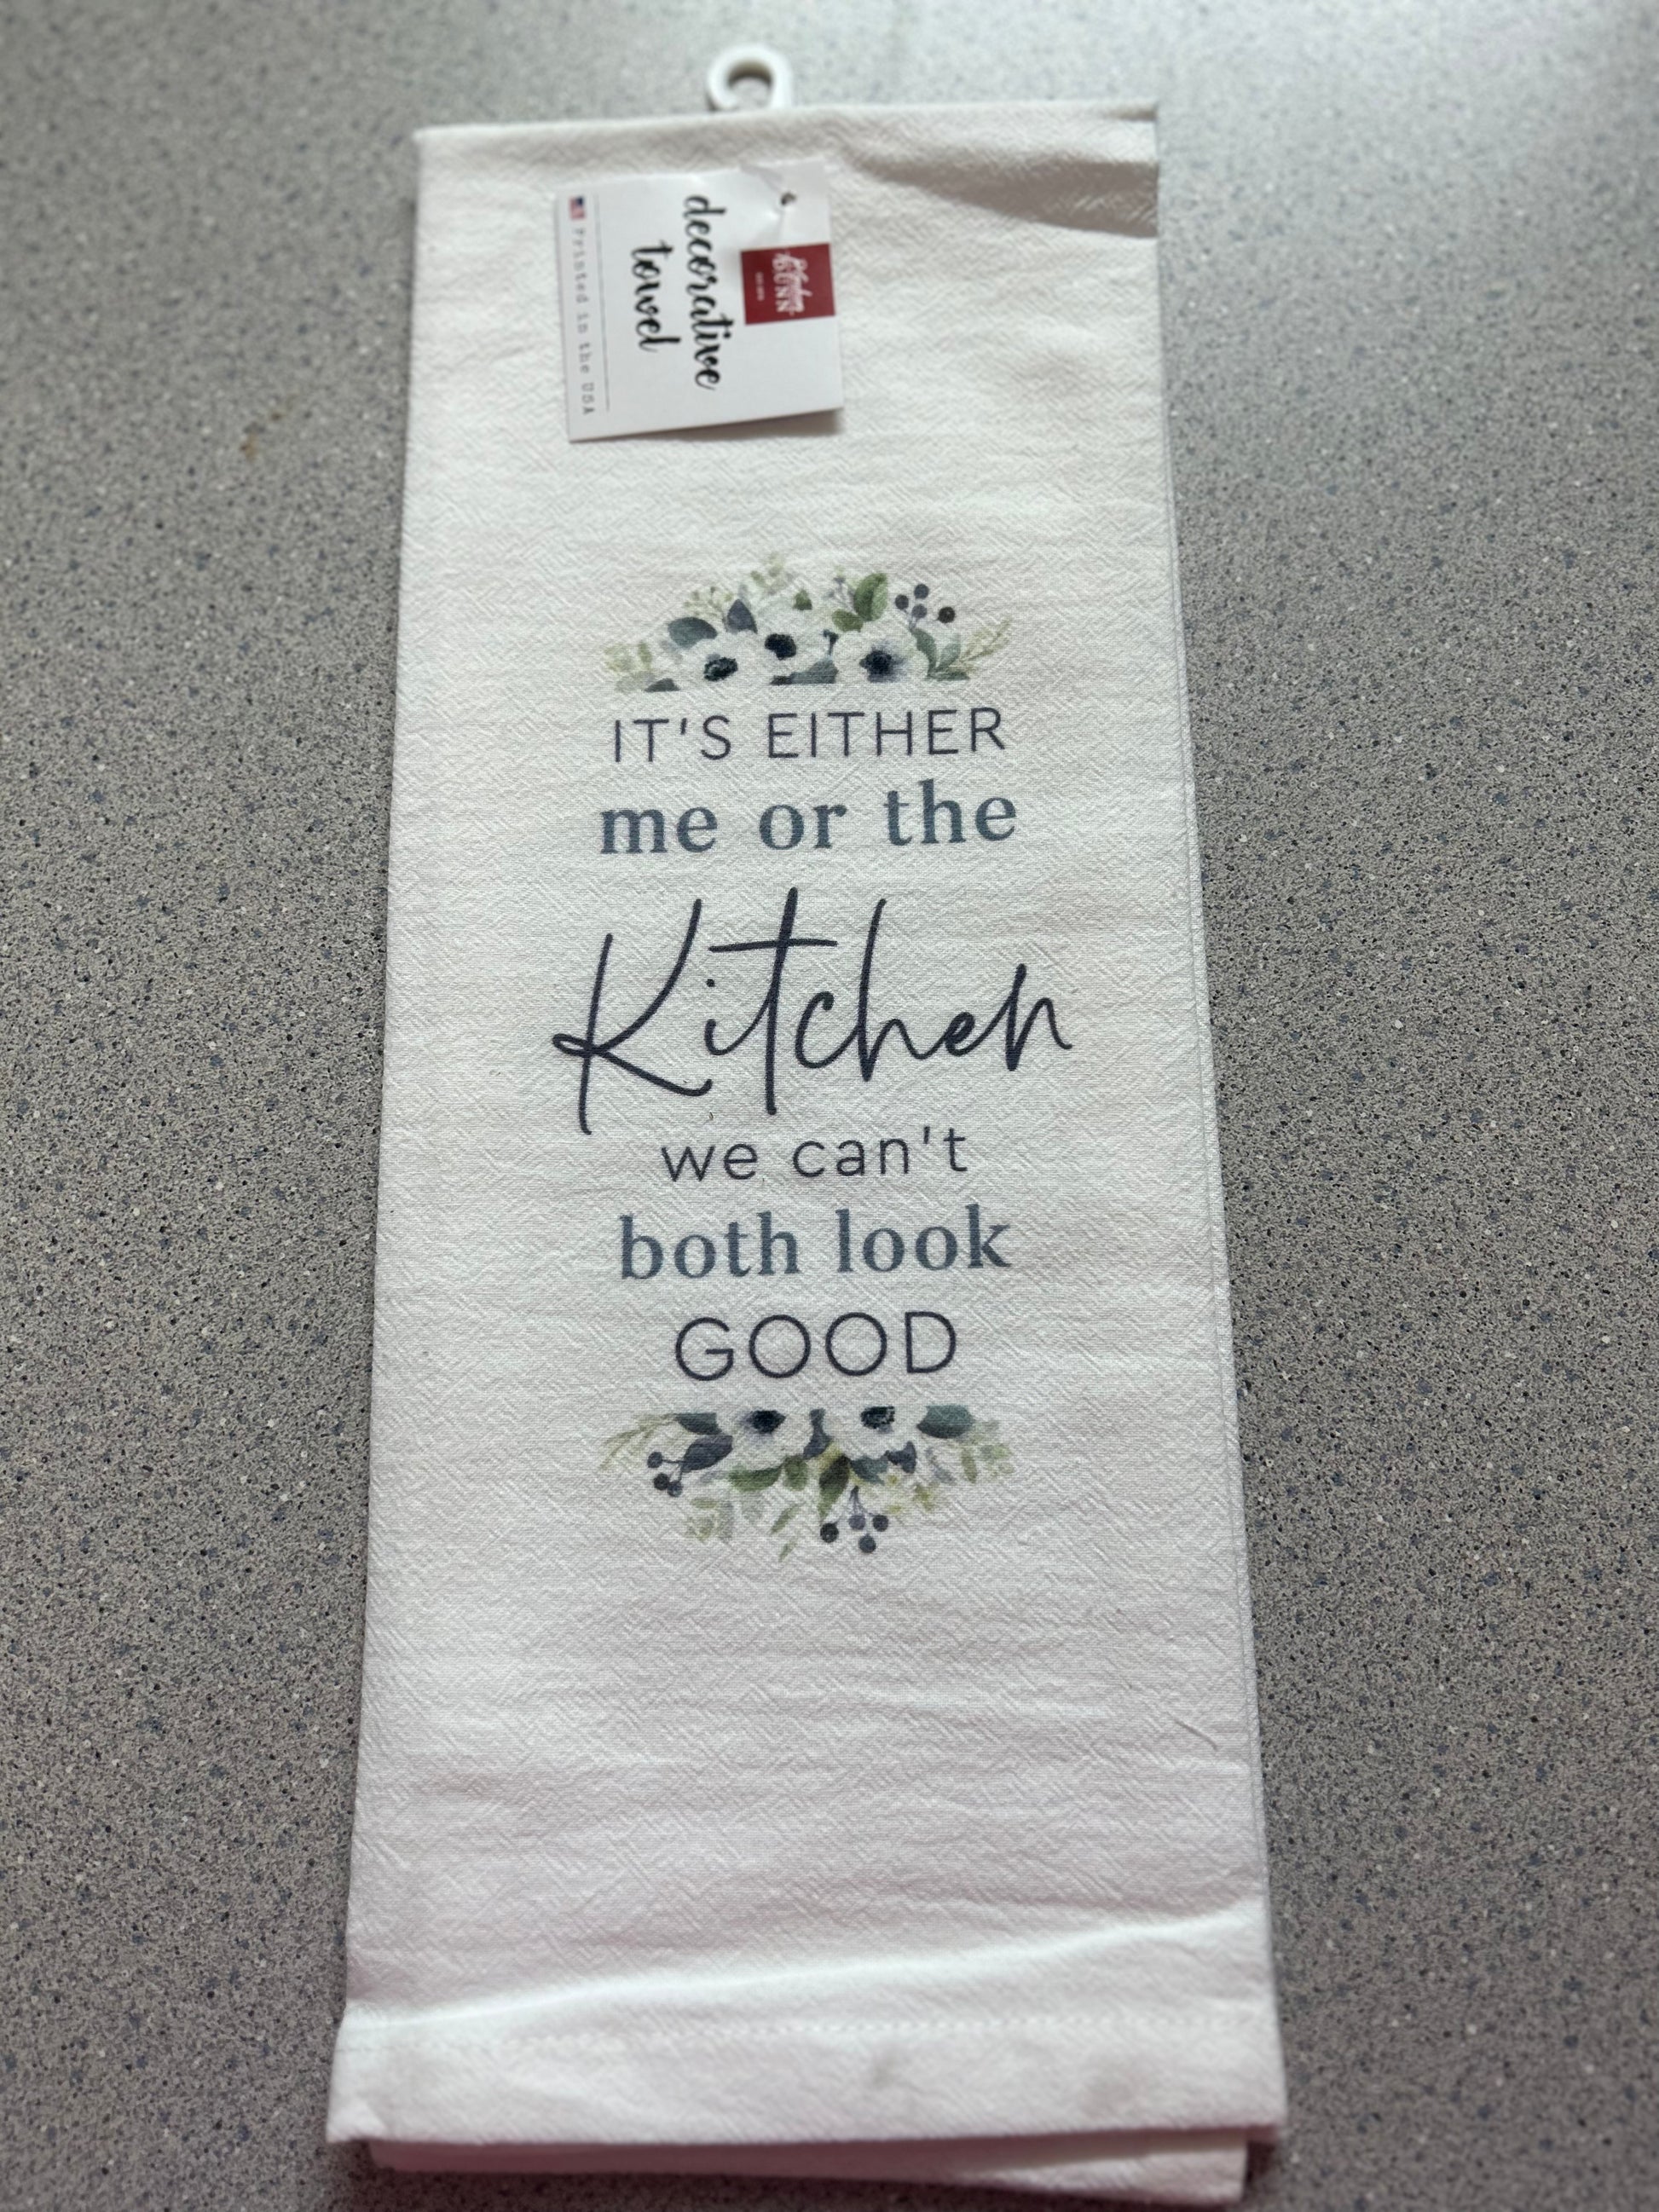 decorative
towel
Printed in the USA
IT'S EITHER
me or the
Kitchen
we can't
both look
GOOD